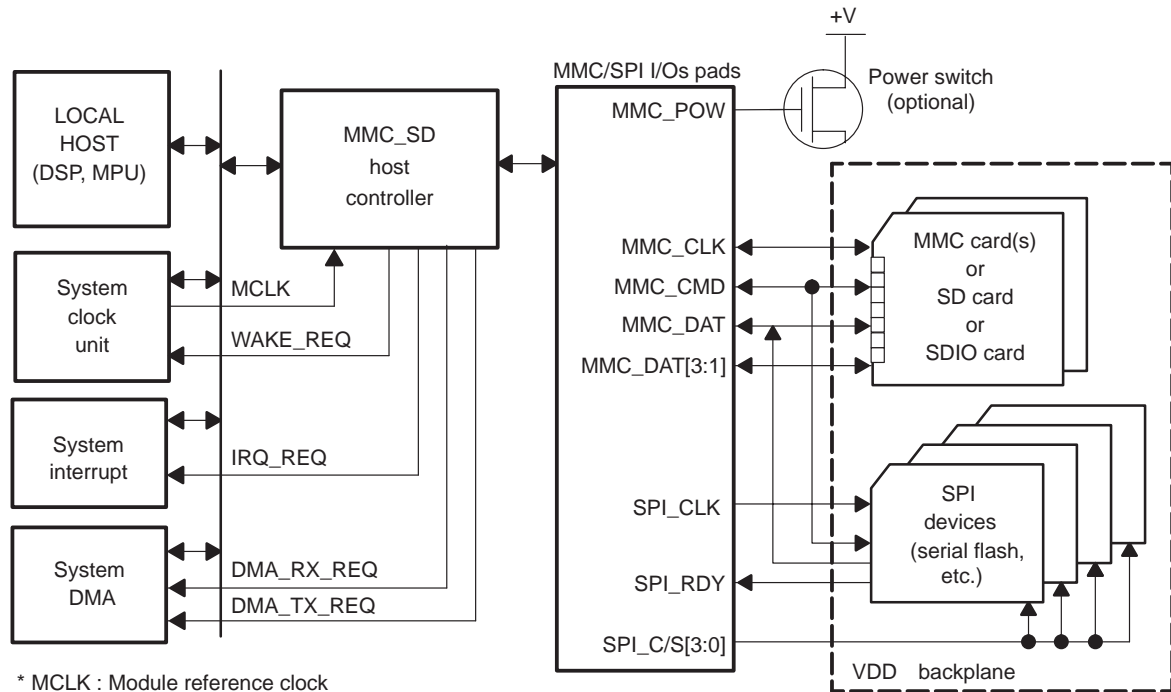 +V
MMC/SPI I/Os pads
Power switch
(optional)
LOCAL
HOST
(DSP, MPU)
MMC_SD
host
controller
MMC_POW
System
clock
unit
MCLK
WAKE_REQ
MMC_CLK
MMC_CMD
MMC_DAT
MMC_DAT[3:1]
MMC card(s)
or
SD card
or
SDIO card
System
interrupt
IRQ_REQ
System
DMA
DMA_RX_REQ
DMA_TX_REQ
SPI_CLK
SPI_RDY
SPI_C/S[3:0]
SPI
devices
(serial flash,
etc.)
VDD backplane
* MCLK : Module reference clock